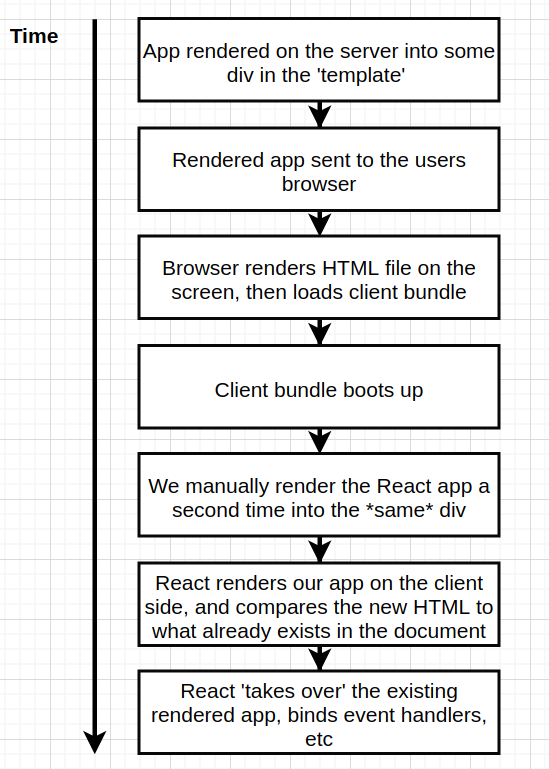 Time
App rendered on the server into some
div in the 'template'
Rendered app sent to the users
browser
Browser renders HTML file on the
screen, then loads client bundle
Client bundle boots up
We manually render the React app a
second time into the *same* div
React renders our app on the client
side, and compares the new HTML to
what already exists in the document
React 'takes over' the existing
rendered app, binds event handlers,
etc